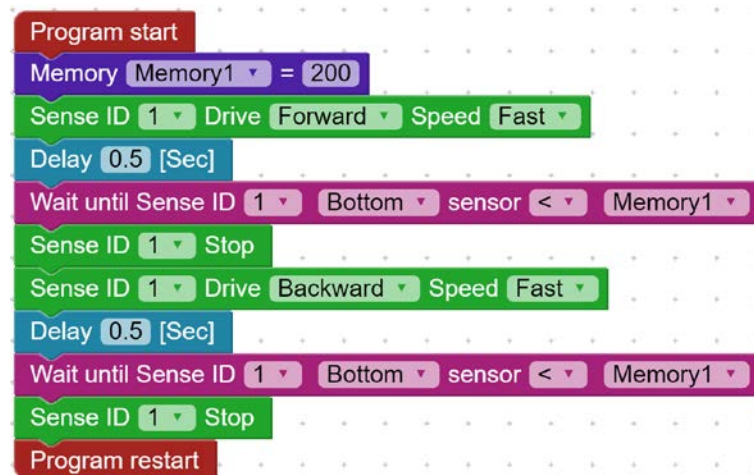 Program start
Memory Memory1 = 200
Sense ID 1 Drive Forward Speed Fast
Delay 0.5 [Sec]
Wait until Sense ID 1 Bottom sensor < Memory1
Sense ID 1 Stop
Sense ID 1 Drive Backward Speed Fast
Delay 0.5 [Sec]
Wait until Sense ID 1 Bottom sensor < Memory1
Sense ID 1 Stop
Program restart